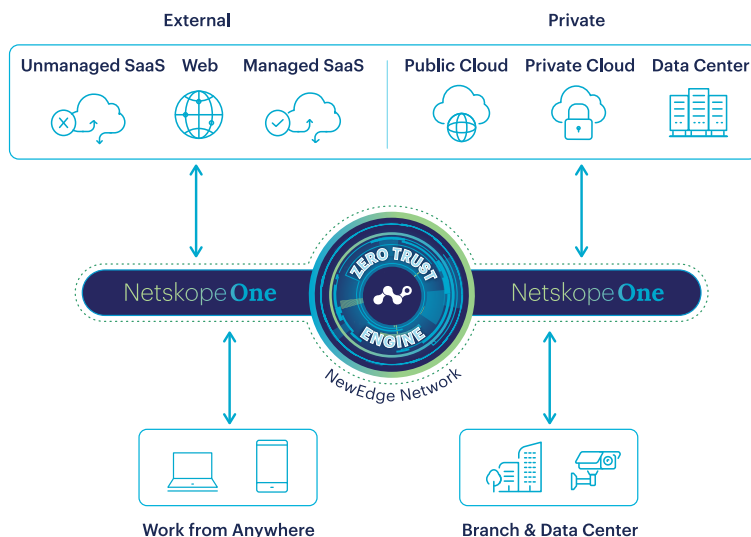 External
Private
Unmanaged SaaS
Web
Managed SaaS
Public Cloud
Private Cloud
Data Center
Netskope One
ZERO TRUST
ENGINE
Netskope One
NewEdge Network
Work from Anywhere
Branch & Data Center